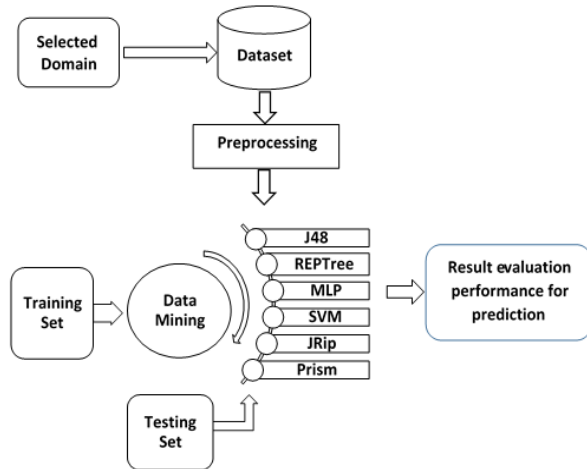 Selected
Domain
Dataset
Preprocessing
J48
REPTree
MLP
SVM
JRip
Prism
Training
Set
Data
Mining
Result evaluation
performance for
prediction
Testing
Set